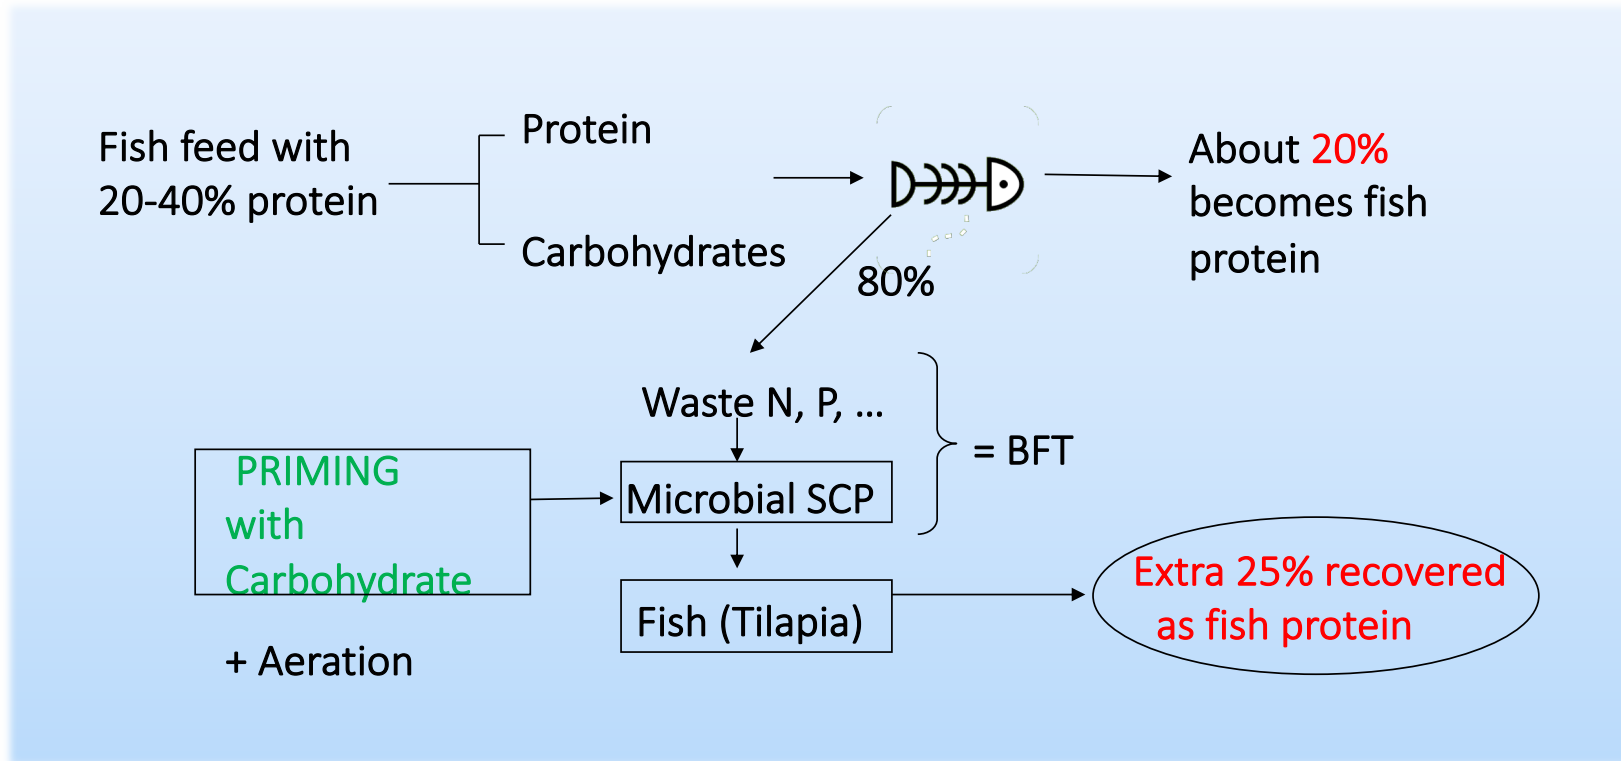 Fish feed with
20-40% protein
Protein
Carbohydrates
About 20%
becomes fish
protein
80%
Waste N, P, ...
= BFT
PRIMING
with
Carbohydrate
Microbial SCP
Fish (Tilapia)
Extra 25% recovered
as fish protein
+ Aeration